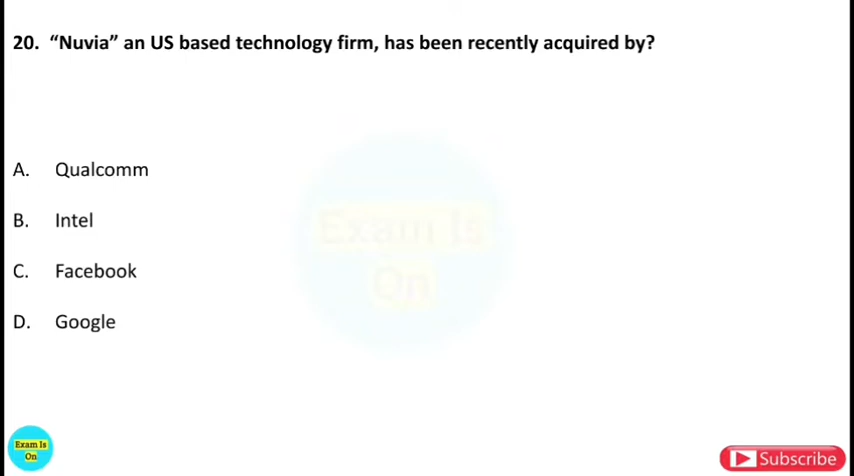 20. “Nuvia” an US based technology firm, has been recently acquired by?
A. Qualcomm
B. Intel
C. Facebook
D. Google
Exam Is
On
Exam Is
On
Subscribe